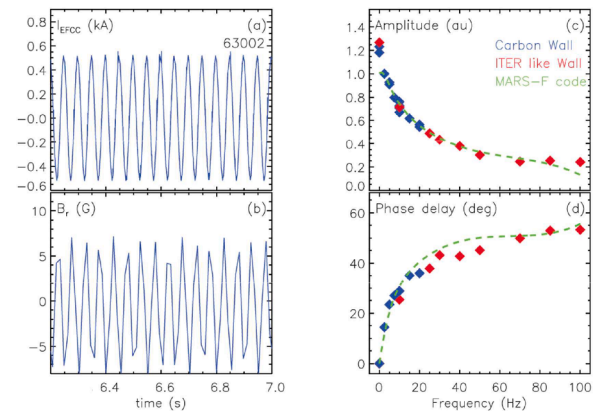 I_EFCC (kA) (a)
63002
0.8
0.6
0.4
0.2
-0.0
-0.2
-0.4
-0.6
B_r (G) (b)
10
5
0
-5
6.4 6.6 6.8 7.0
time (s)
Amplitude (au) (c)
Carbon Wall
ITER like Wall
MARS-F code
1.4
1.2
1.0
0.8
0.6
0.4
0.2
0.0
Phase delay (deg) (d)
60
40
20
0
0 20 40 60 80 100
Frequency (Hz)